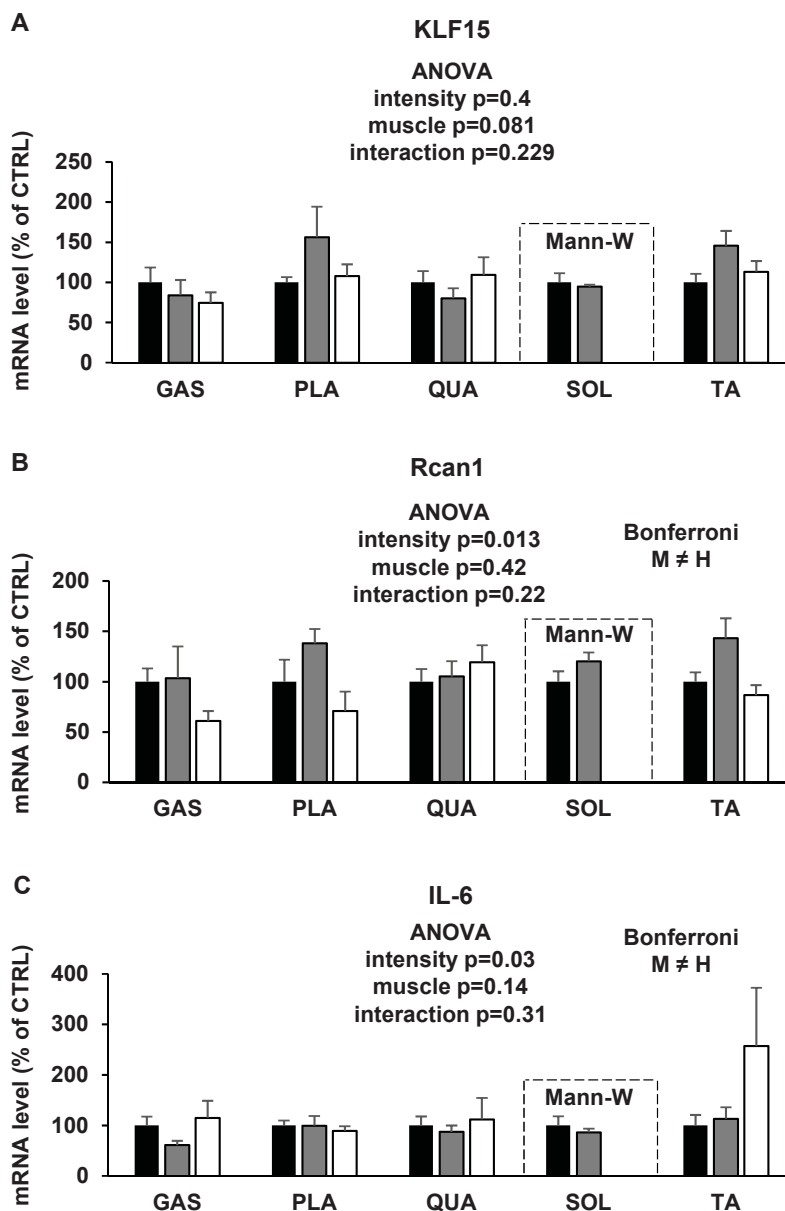 A
KLF15
ANOVA
intensity p=0.4
muscle p=0.081
interaction p=0.229
mRNA level (% of CTRL)
250
200
150
100
50
0
Mann-W
GAS PLA QUA SOL TA
B
Rcan1
ANOVA
intensity p=0.013
muscle p=0.42
interaction p=0.22
Bonferroni
M ≠ H
mRNA level (% of CTRL)
200
150
100
50
0
Mann-W
GAS PLA QUA SOL TA
C
IL-6
ANOVA
intensity p=0.03
muscle p=0.14
interaction p=0.31
Bonferroni
M ≠ H
mRNA level (% of CTRL)
400
300
200
100
0
Mann-W
GAS PLA QUA SOL TA